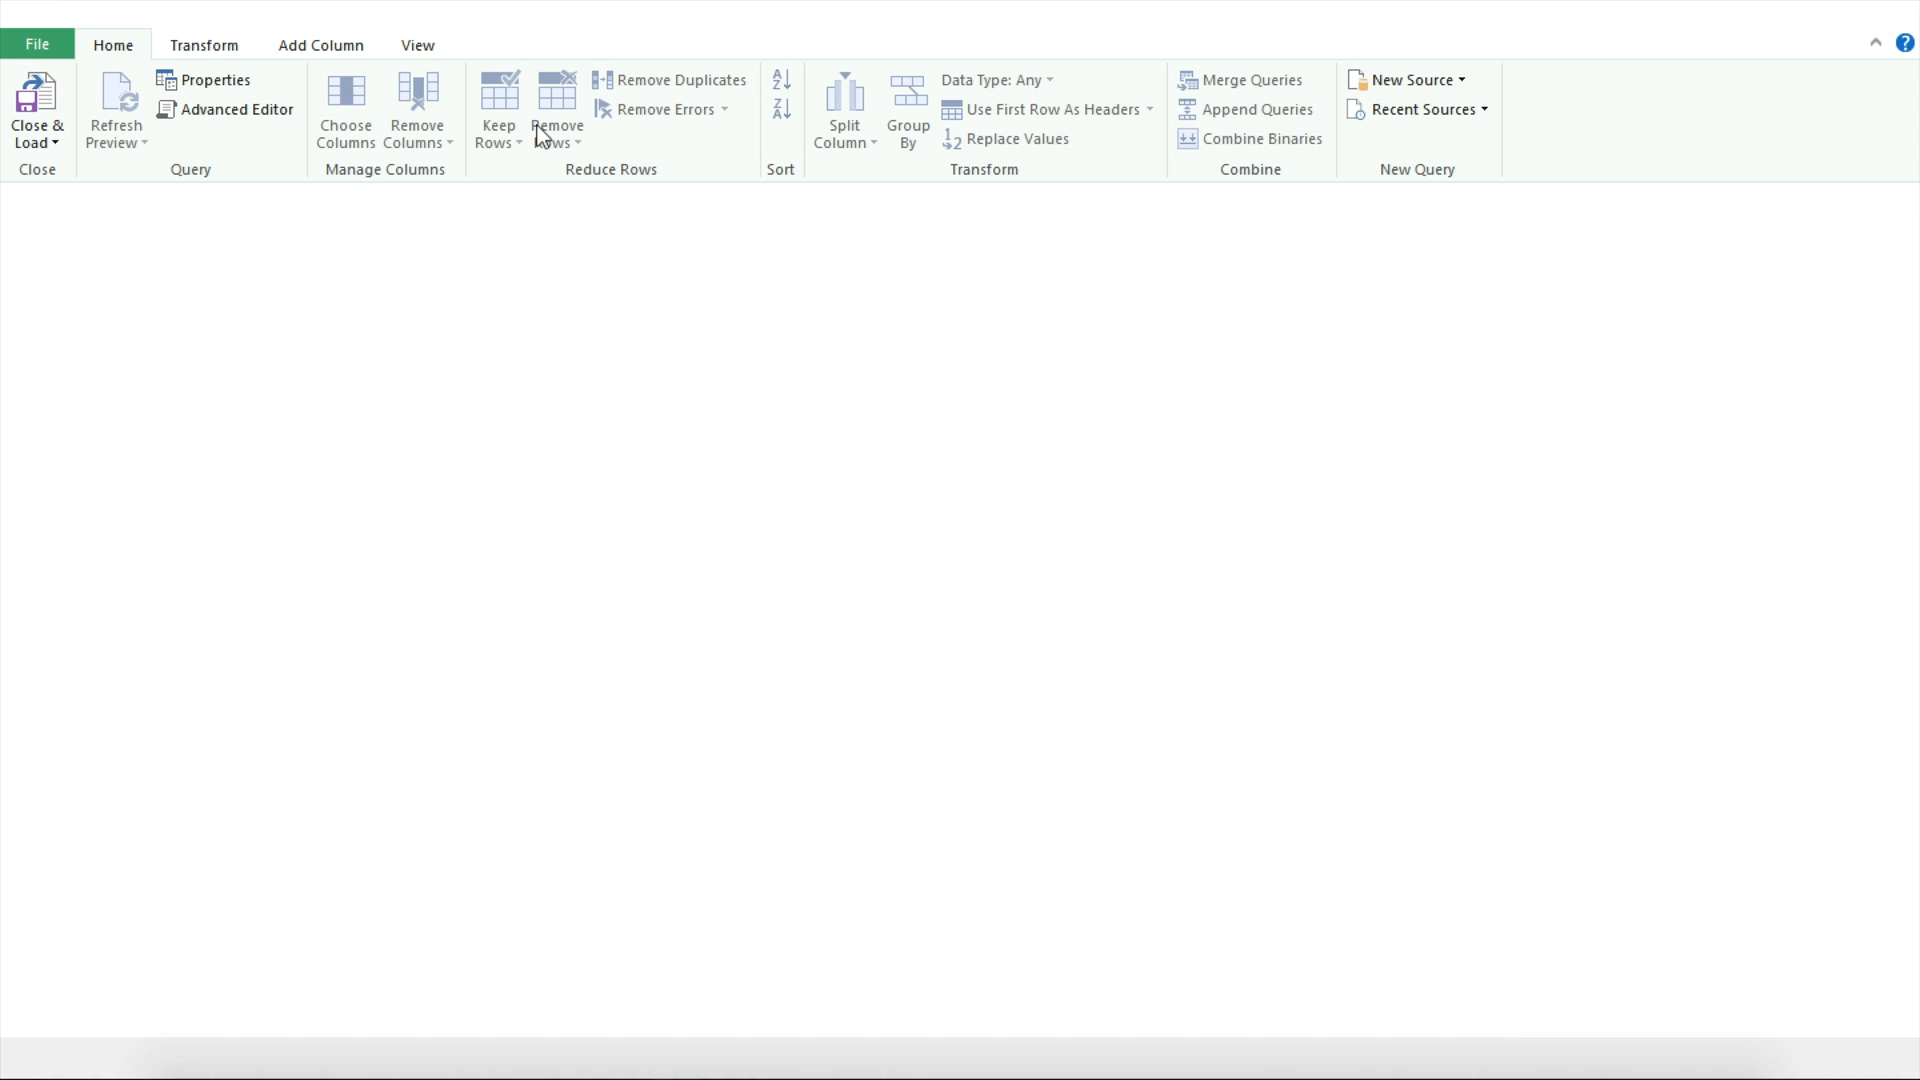 File Home Transform Add Column View
Close & Load
Refresh Preview
Properties
Advanced Editor
Choose Columns
Remove Columns
Keep Rows
Remove Rows
Remove Duplicates
Remove Errors
Split Column
Group By
Data Type: Any
Use First Row As Headers
Replace Values
Merge Queries
Append Queries
Combine Binaries
New Source
Recent Sources
Close Query Manage Columns Reduce Rows Sort Transform Combine New Query